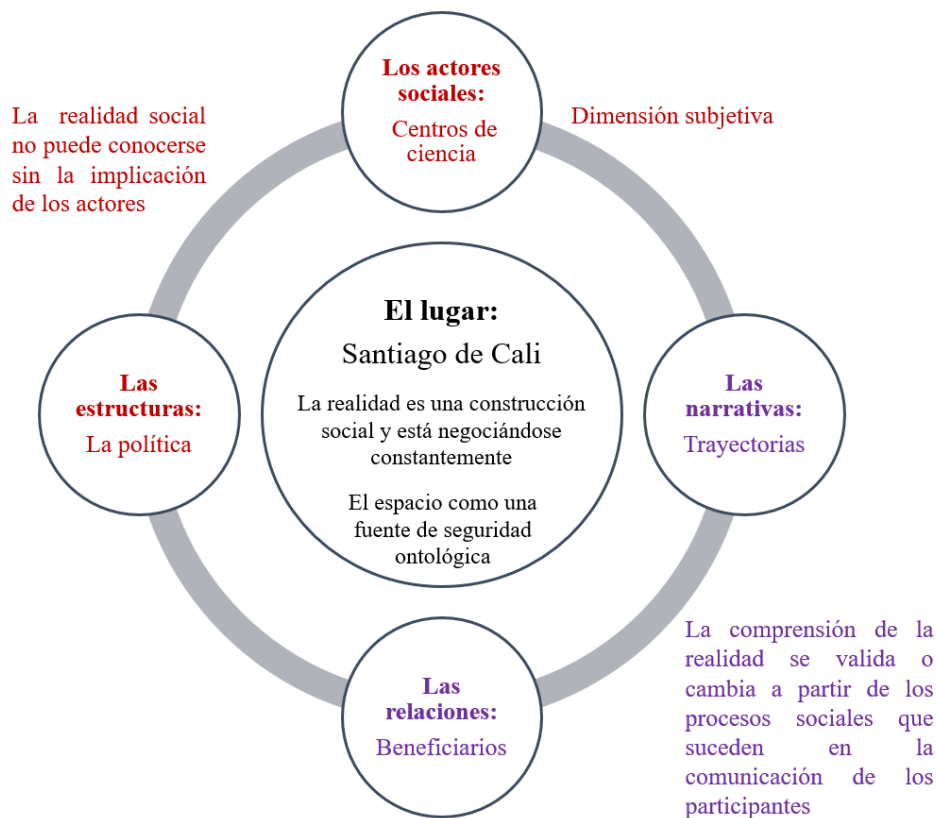 Los actores
sociales:
Centros de
ciencia
La realidad social
no puede conocerse
sin la implicación
de los actores
Dimensión subjetiva
El lugar:
Santiago de Cali
La realidad es una construcción
social y está negociándose
constantemente
El espacio como una
fuente de seguridad
ontológica
Las
estructuras:
La política
Las
narrativas:
Trayectorias
Las
relaciones:
Beneficiarios
La comprensión de la
realidad se valida o
cambia a partir de los
procesos sociales que
suceden en la
comunicación de los
participantes